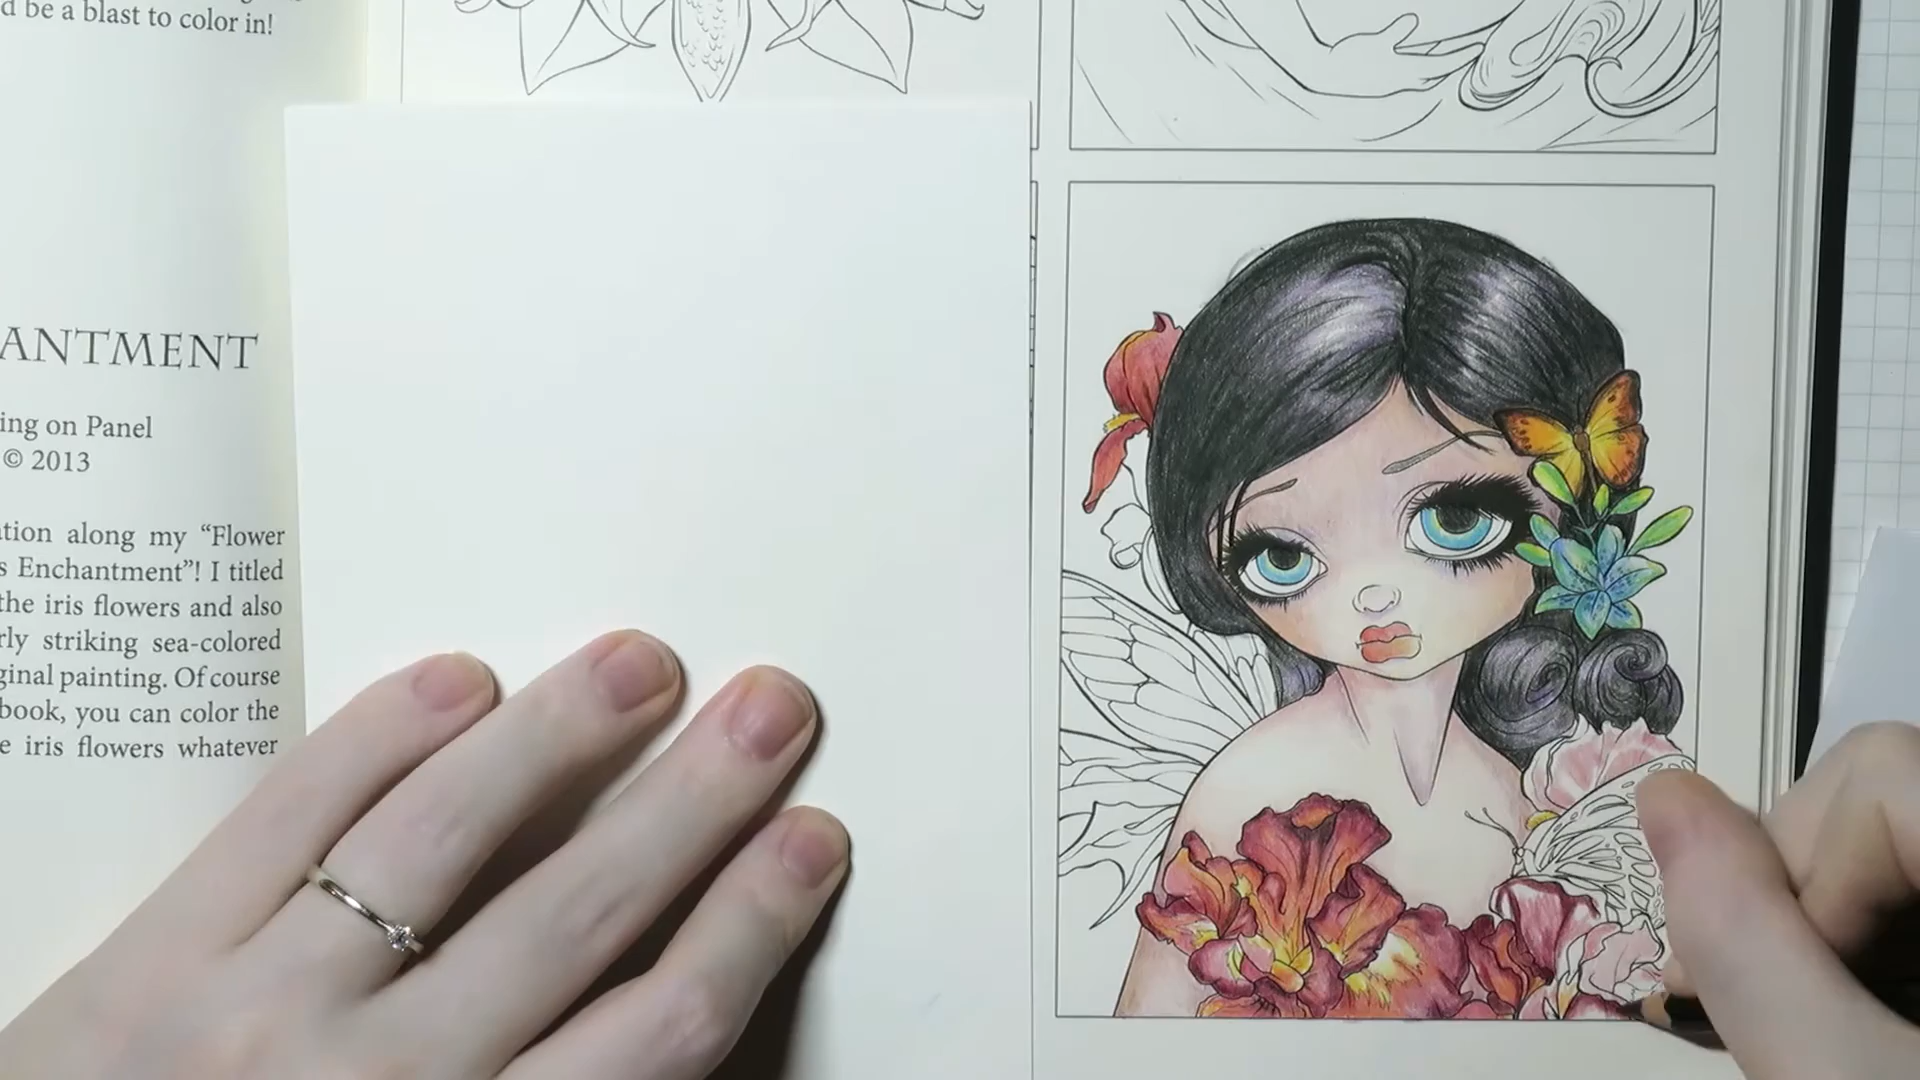 d be a blast to color in!
ANTMENT
ing on Panel
© 2013
tion along my “Flower
s Enchantment”! I titled
the iris flowers and also
rly striking sea-colored
ginal painting. Of course
book, you can color the
e iris flowers whatever